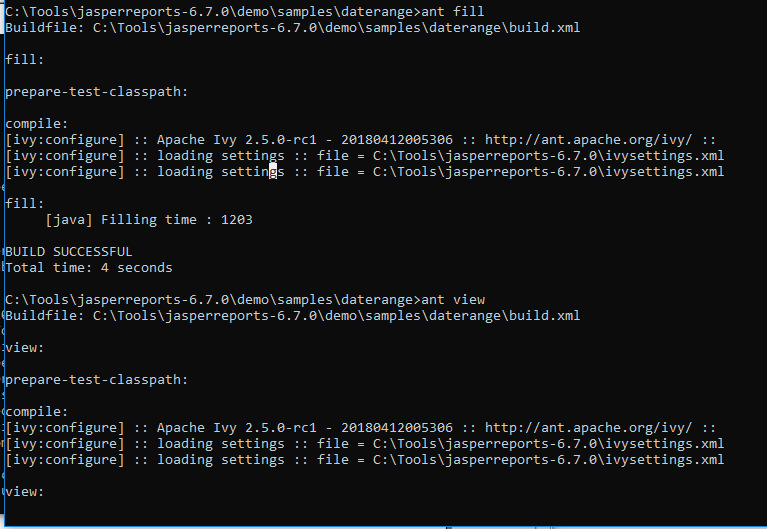 C:\Tools\jasperreports-6.7.0\demo\samples\daterange>ant fill
Buildfile: C:\Tools\jasperreports-6.7.0\demo\samples\daterange\build.xml
fill:
prepare-test-classpath:
compile:
[ivy:configure] :: Apache Ivy 2.5.0-rc1 - 20180412005306 :: http://ant.apache.org/ivy/ ::
[ivy:configure] :: loading settings :: file = C:\Tools\jasperreports-6.7.0\ivysettings.xml
[ivy:configure] :: loading settings :: file = C:\Tools\jasperreports-6.7.0\ivysettings.xml
fill:
[java] Filling time : 1203
BUILD SUCCESSFUL
Total time: 4 seconds
C:\Tools\jasperreports-6.7.0\demo\samples\daterange>ant view
Buildfile: C:\Tools\jasperreports-6.7.0\demo\samples\daterange\build.xml
view:
prepare-test-classpath:
compile:
[ivy:configure] :: Apache Ivy 2.5.0-rc1 - 20180412005306 :: http://ant.apache.org/ivy/ ::
[ivy:configure] :: loading settings :: file = C:\Tools\jasperreports-6.7.0\ivysettings.xml
[ivy:configure] :: loading settings :: file = C:\Tools\jasperreports-6.7.0\ivysettings.xml
view: